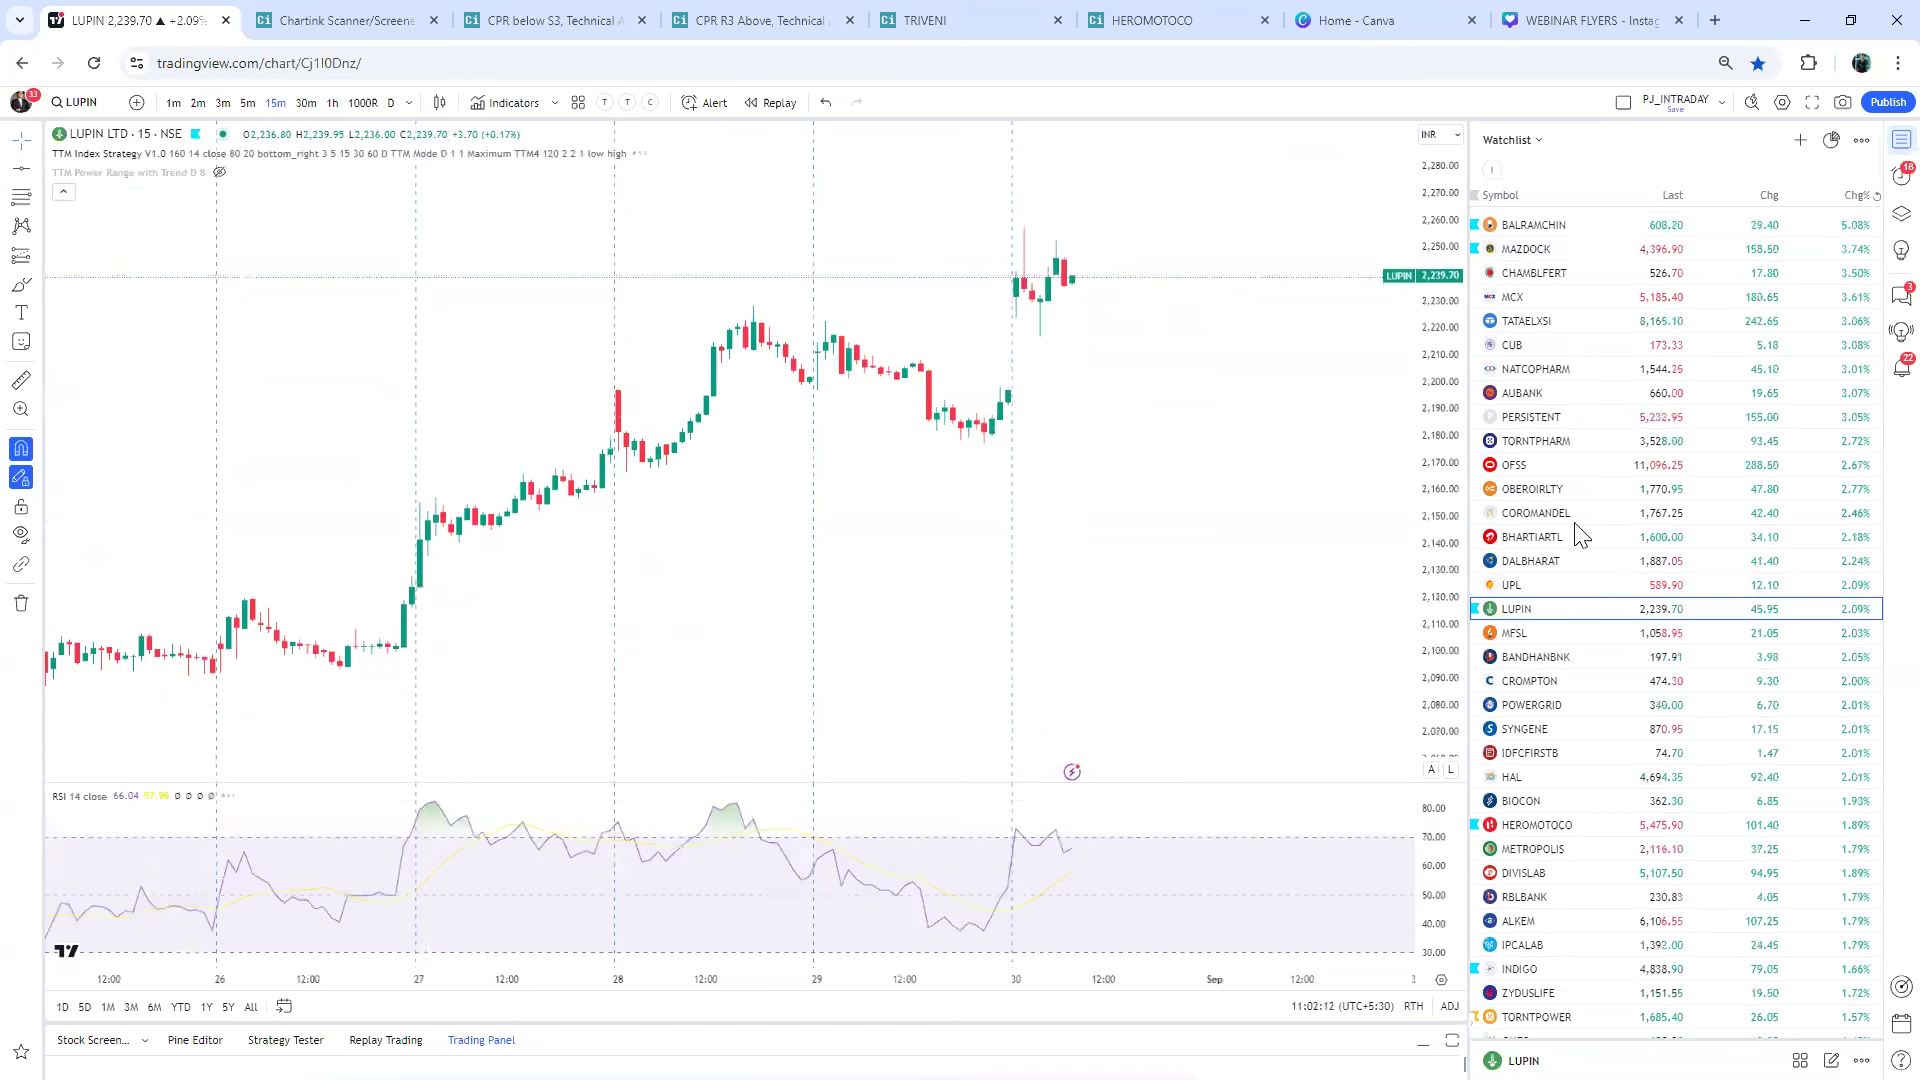 LUPIN 2,239.70 ▲ +2.09%
Chartink Scanner/Screene
CPR below S3, Technical A
CPR R3 Above, Technical
TRIVENI
HEROMOTOCO
Home - Canva
WEBINAR FLYERS - Instag
tradingview.com/chart/Cj1I0Dnz/
33
LUPIN
1m 2m 3m 5m 15m 30m 1h 1000R D
Indicators
T T C
Alert
Replay
PJ_INTRADAY
Save
Publish
LUPIN LTD · 15 · NSE
O2,236.80 H2,239.95 L2,236.00 C2,239.70 +3.70 (+0.17%)
TTM Index Strategy V1.0 160 14 close 80 20 bottom_right 3 5 15 30 60 D TTM Mode D 1 1 Maximum TTM4 120 2 2 1 low high
TTM Power Range with Trend D 8
INR
2,280.00
2,270.00
2,260.00
2,250.00
LUPIN 2,239.70
2,230.00
2,220.00
2,210.00
2,200.00
2,190.00
2,180.00
2,170.00
2,160.00
2,150.00
2,140.00
2,130.00
2,120.00
2,110.00
2,100.00
2,090.00
2,080.00
2,070.00
A L
RSI 14 close 66.04 57.96 Ø Ø Ø Ø
80.00
70.00
60.00
50.00
40.00
30.00
12:00 26 12:00 27 12:00 28 12:00 29 12:00 30 12:00 Sep 12:00
1D 5D 1M 3M 6M YTD 1Y 5Y All
11:02:12 (UTC+5:30) RTH ADJ
Stock Screen... Pine Editor Strategy Tester Replay Trading Trading Panel
Watchlist
I
Symbol Last Chg Chg%
BALRAMCHIN 608.20 29.40 5.08%
MAZDOCK 4,396.90 158.50 3.74%
CHAMBLFERT 526.70 17.80 3.50%
MCX 5,185.40 180.65 3.61%
TATAELXSI 8,165.10 242.65 3.06%
CUB 173.33 5.18 3.08%
NATCOPHARM 1,544.25 45.10 3.01%
AUBANK 660.00 19.65 3.07%
PERSISTENT 5,232.95 155.00 3.05%
TORNTPHARM 3,528.00 93.45 2.72%
OFSS 11,096.25 288.50 2.67%
OBEROIRLTY 1,770.95 47.80 2.77%
COROMANDEL 1,767.25 42.40 2.46%
BHARTIARTL 1,600.00 34.10 2.18%
DALBHARAT 1,887.05 41.40 2.24%
UPL 589.90 12.10 2.09%
LUPIN 2,239.70 45.95 2.09%
MFSL 1,058.95 21.05 2.03%
BANDHANBNK 197.91 3.98 2.05%
CROMPTON 474.30 9.30 2.00%
POWERGRID 340.00 6.70 2.01%
SYNGENE 870.95 17.15 2.01%
IDFCFIRSTB 74.70 1.47 2.01%
HAL 4,694.35 92.40 2.01%
BIOCON 362.30 6.85 1.93%
HEROMOTOCO 5,475.90 101.40 1.89%
METROPOLIS 2,116.10 37.25 1.79%
DIVISLAB 5,107.50 94.95 1.89%
RBLBANK 230.83 4.05 1.79%
ALKEM 6,106.55 107.25 1.79%
IPCALAB 1,392.00 24.45 1.79%
INDIGO 4,838.90 79.05 1.66%
ZYDUSLIFE 1,151.55 19.50 1.72%
TORNTPOWER 1,685.40 26.05 1.57%
LUPIN
18
3
22